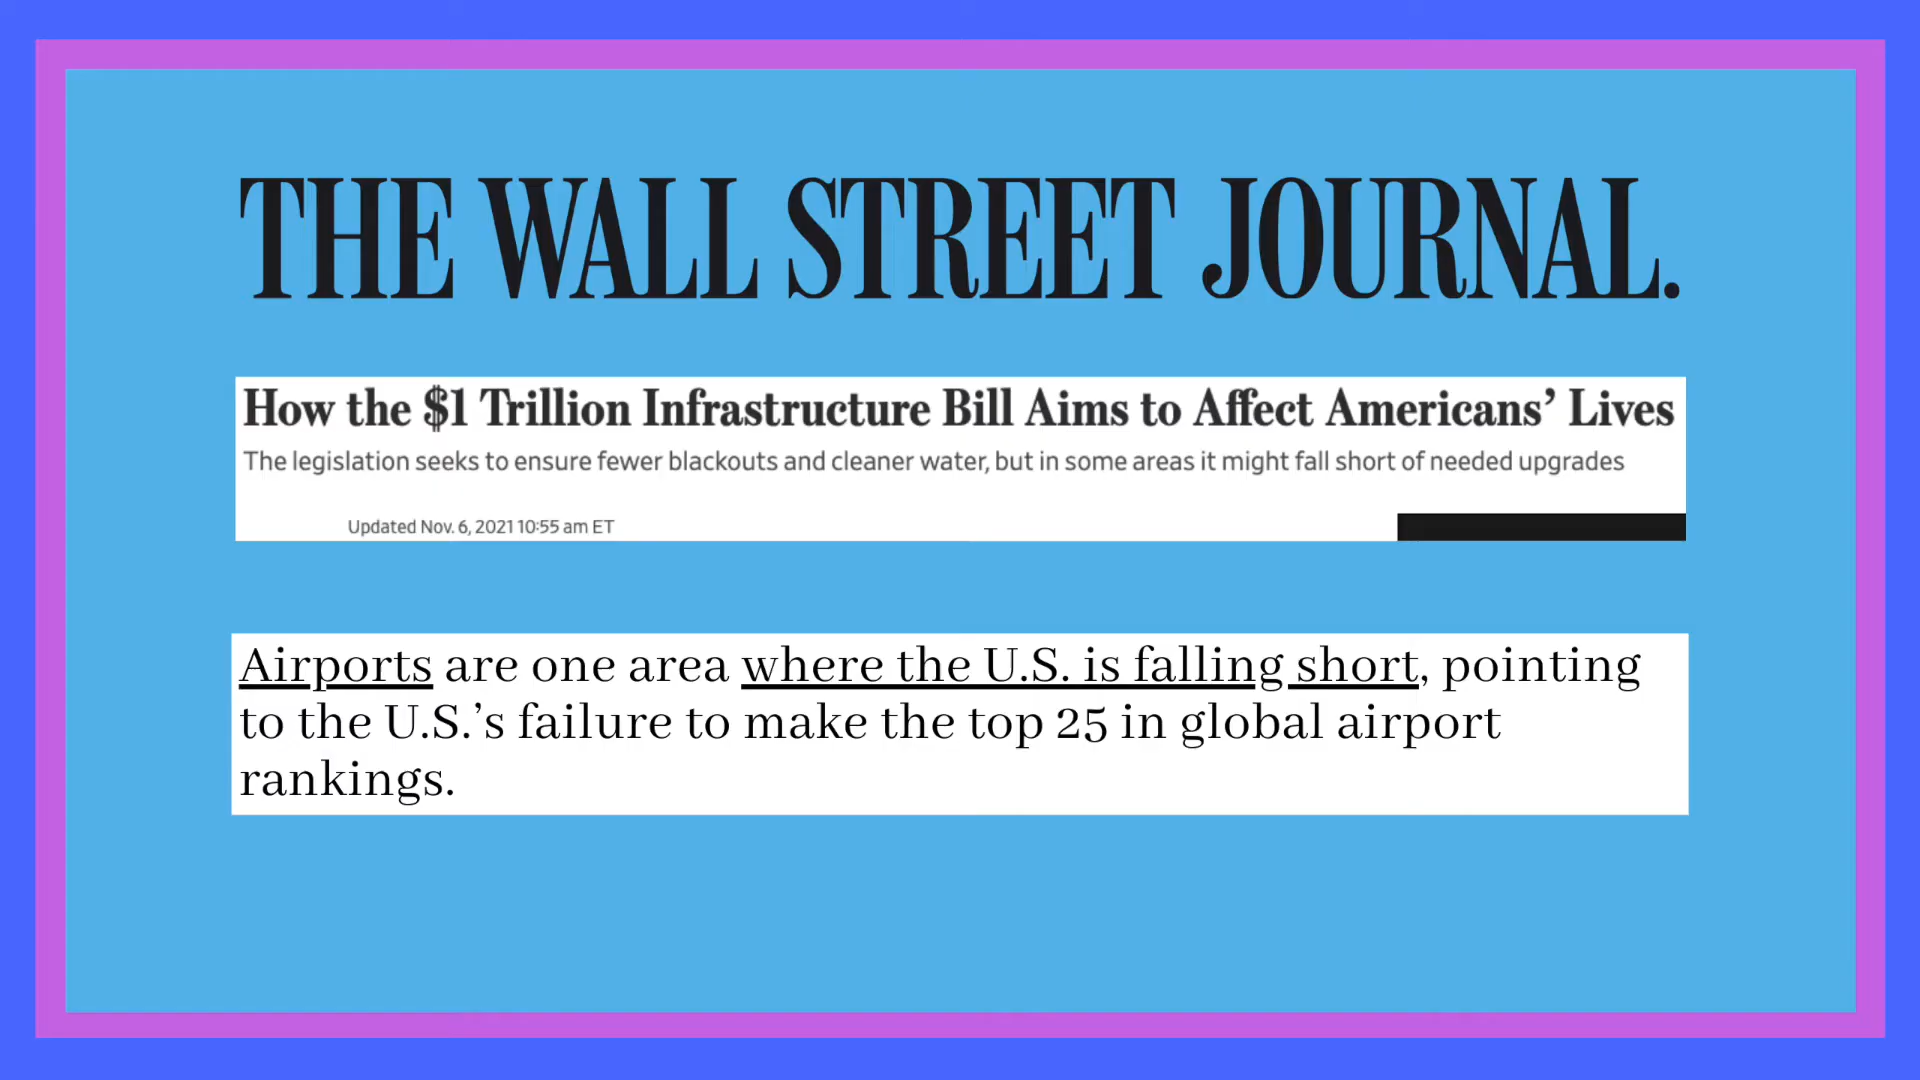 THE WALL STREET JOURNAL.
How the $1 Trillion Infrastructure Bill Aims to Affect Americans’ Lives
The legislation seeks to ensure fewer blackouts and cleaner water, but in some areas it might fall short of needed upgrades
Updated Nov. 6, 2021 10:55 am ET
Airports are one area where the U.S. is falling short, pointing
to the U.S.’s failure to make the top 25 in global airport
rankings.